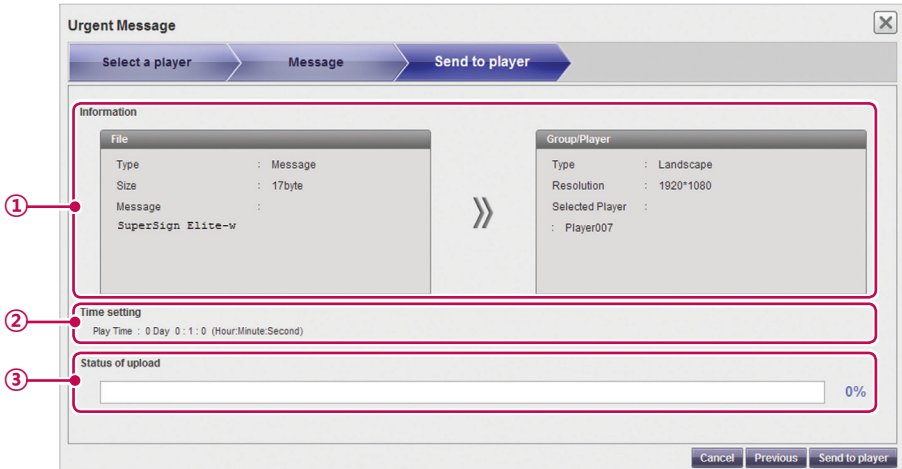 Urgent Message
Select a player
Message
Send to player
①
Information
File
Type : Message
Size : 17byte
Message :
SuperSign Elite-w
Group/Player
Type : Landscape
Resolution : 1920*1080
Selected Player :
: Player007
②
Time setting
Play Time : 0 Day 0 : 1 : 0 (Hour:Minute:Second)
③
Status of upload
0%
Cancel
Previous
Send to player